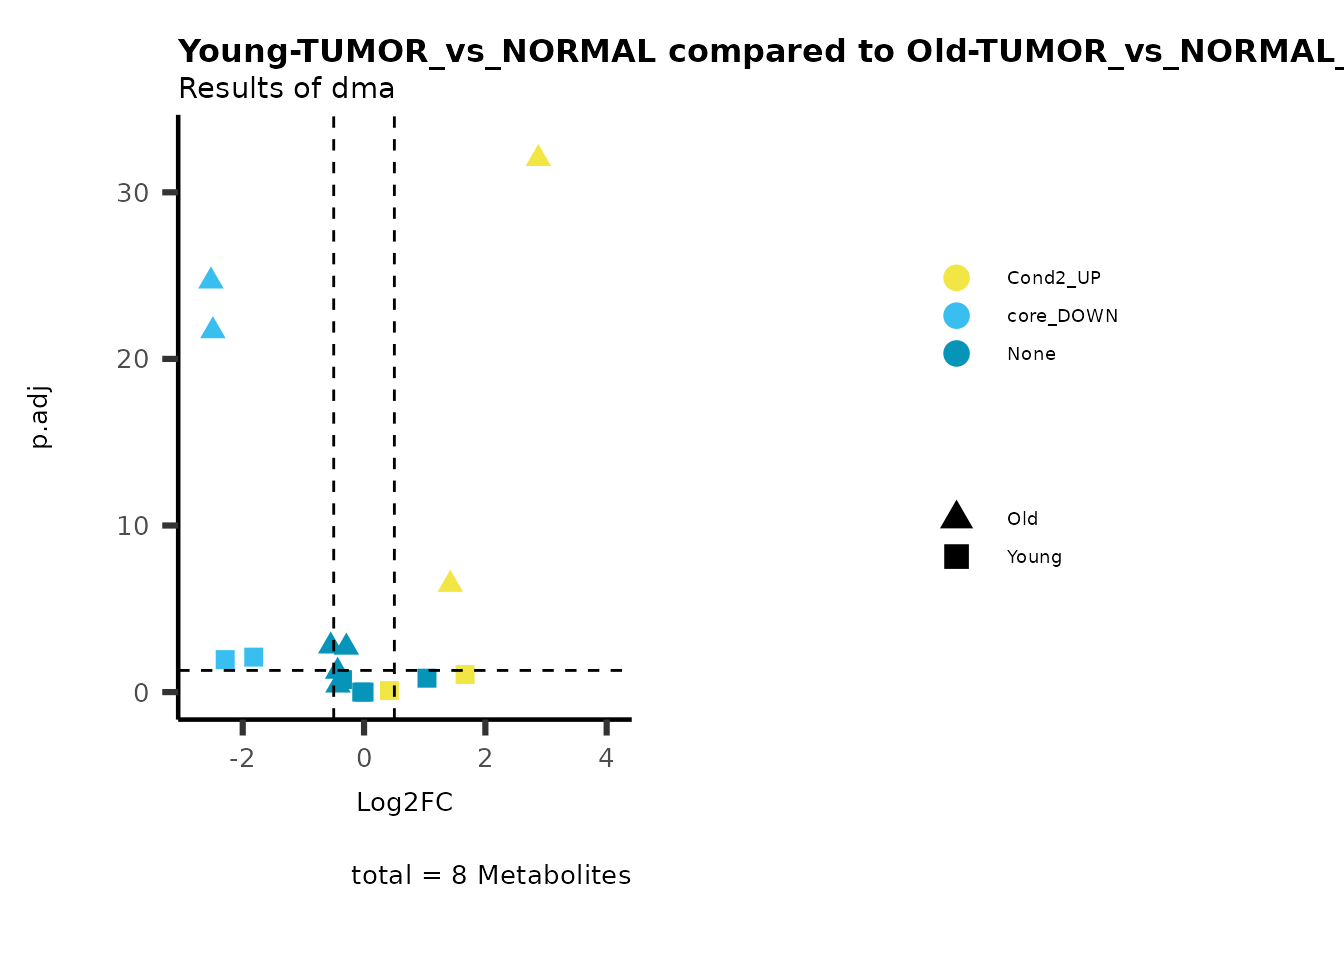 Young-TUMOR_vs_NORMAL compared to Old-TUMOR_vs_NORMAL_
Results of dma
30
20
10
0
p.adj
-2 0 2 4
Log2FC
total = 8 Metabolites
Cond2_UP
core_DOWN
None
Old
Young